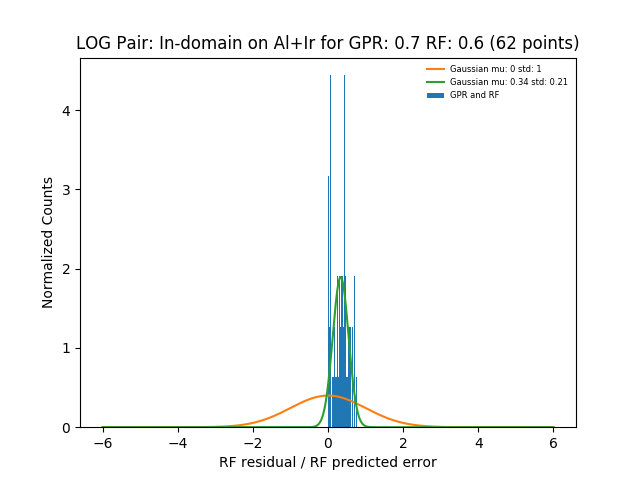 LOG Pair: In-domain on Al+Ir for GPR: 0.7 RF: 0.6 (62 points)
Gaussian mu: 0 std: 1
Gaussian mu: 0.34 std: 0.21
GPR and RF
Normalized Counts
4
3
2
1
0
−6 −4 −2 0 2 4 6
RF residual / RF predicted error